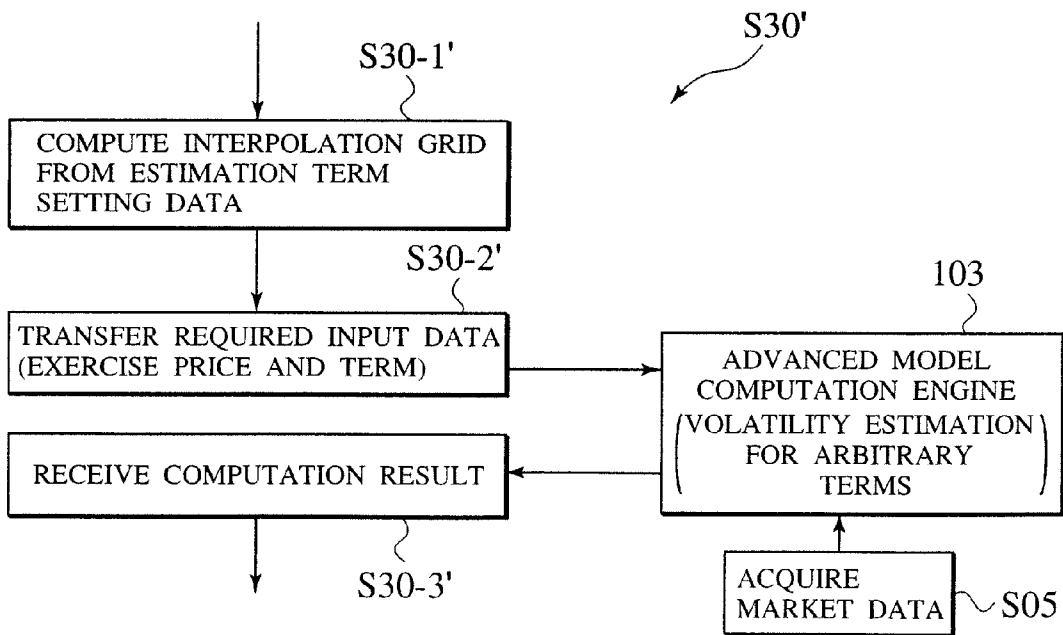 S30'
S30-1'
COMPUTE INTERPOLATION GRID
FROM ESTIMATION TERM
SETTING DATA
S30-2'
TRANSFER REQUIRED INPUT DATA
(EXERCISE PRICE AND TERM)
103
ADVANCED MODEL
COMPUTATION ENGINE
(VOLATILITY ESTIMATION
FOR ARBITRARY
TERMS)
RECEIVE COMPUTATION RESULT
S30-3'
ACQUIRE
MARKET DATA
S05